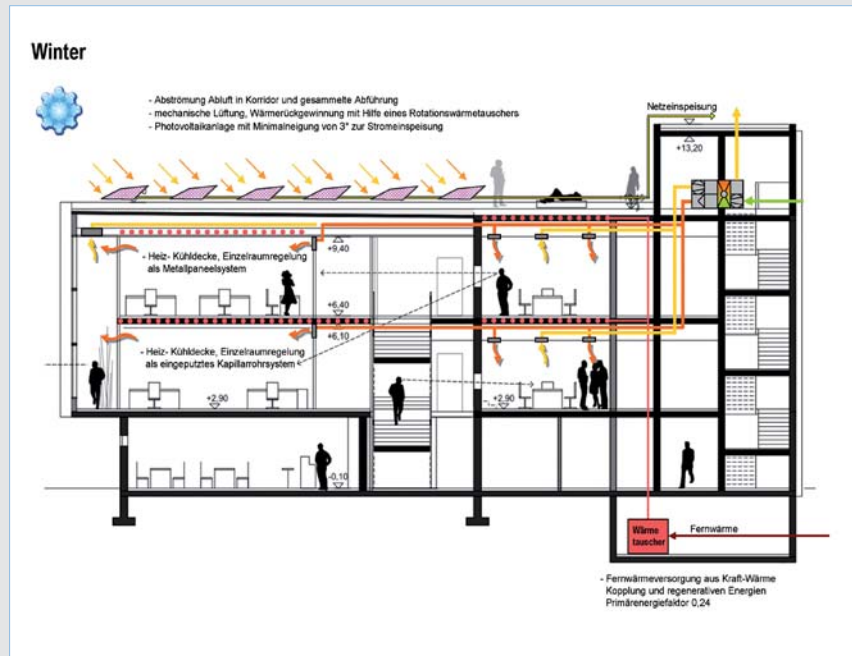 Winter
- Abströmung Abluft in Korridor und gesammelte Abführung
- mechanische Lüftung, Wärmerückgewinnung mit Hilfe eines Rotationswärmetauschers
- Photovoltaikanlage mit Minimalneigung von 3° zur Stromeinspeisung
Netzeinspeisung
+13,20
- Heiz- Kühldecke, Einzelraumregelung
als Metallpaneelsystem
+9,40
+6,40
+6,10
- Heiz- Kühldecke, Einzelraumregelung
als eingeputztes Kapillarrohrsystem
+2,90
+2,90
-0,10
Wärme
tauscher
Fernwärme
- Fernwärmeversorgung aus Kraft-Wärme
Kopplung und regenerativen Energien
Primärenergiefaktor 0,24